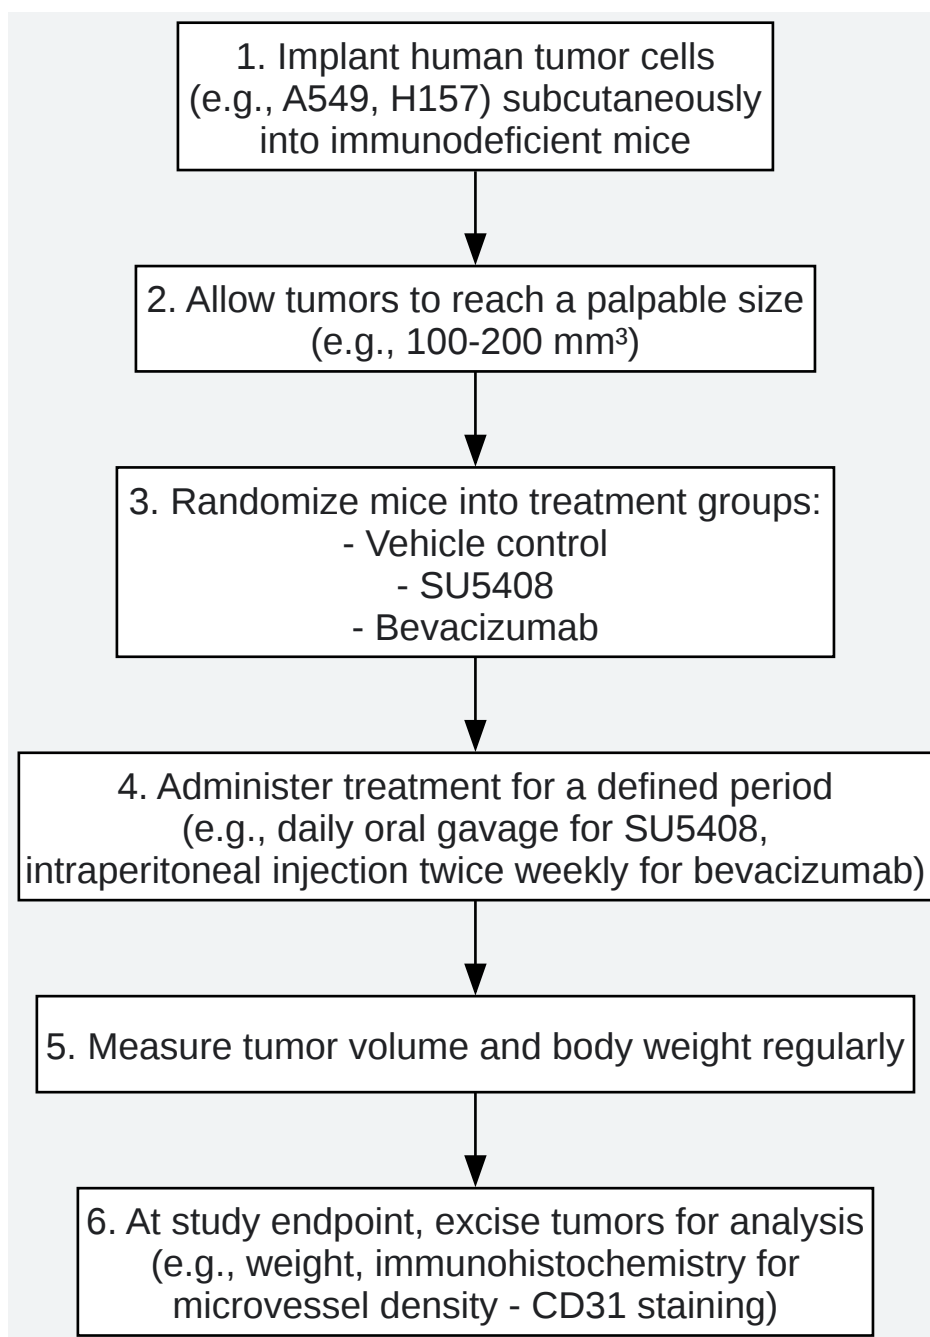 1. Implant human tumor cells
(e.g., A549, H157) subcutaneously
into immunodeficient mice
2. Allow tumors to reach a palpable size
(e.g., 100-200 mm³)
3. Randomize mice into treatment groups:
- Vehicle control
- SU5408
- Bevacizumab
4. Administer treatment for a defined period
(e.g., daily oral gavage for SU5408,
intraperitoneal injection twice weekly for bevacizumab)
5. Measure tumor volume and body weight regularly
6. At study endpoint, excise tumors for analysis
(e.g., weight, immunohistochemistry for
microvessel density - CD31 staining)